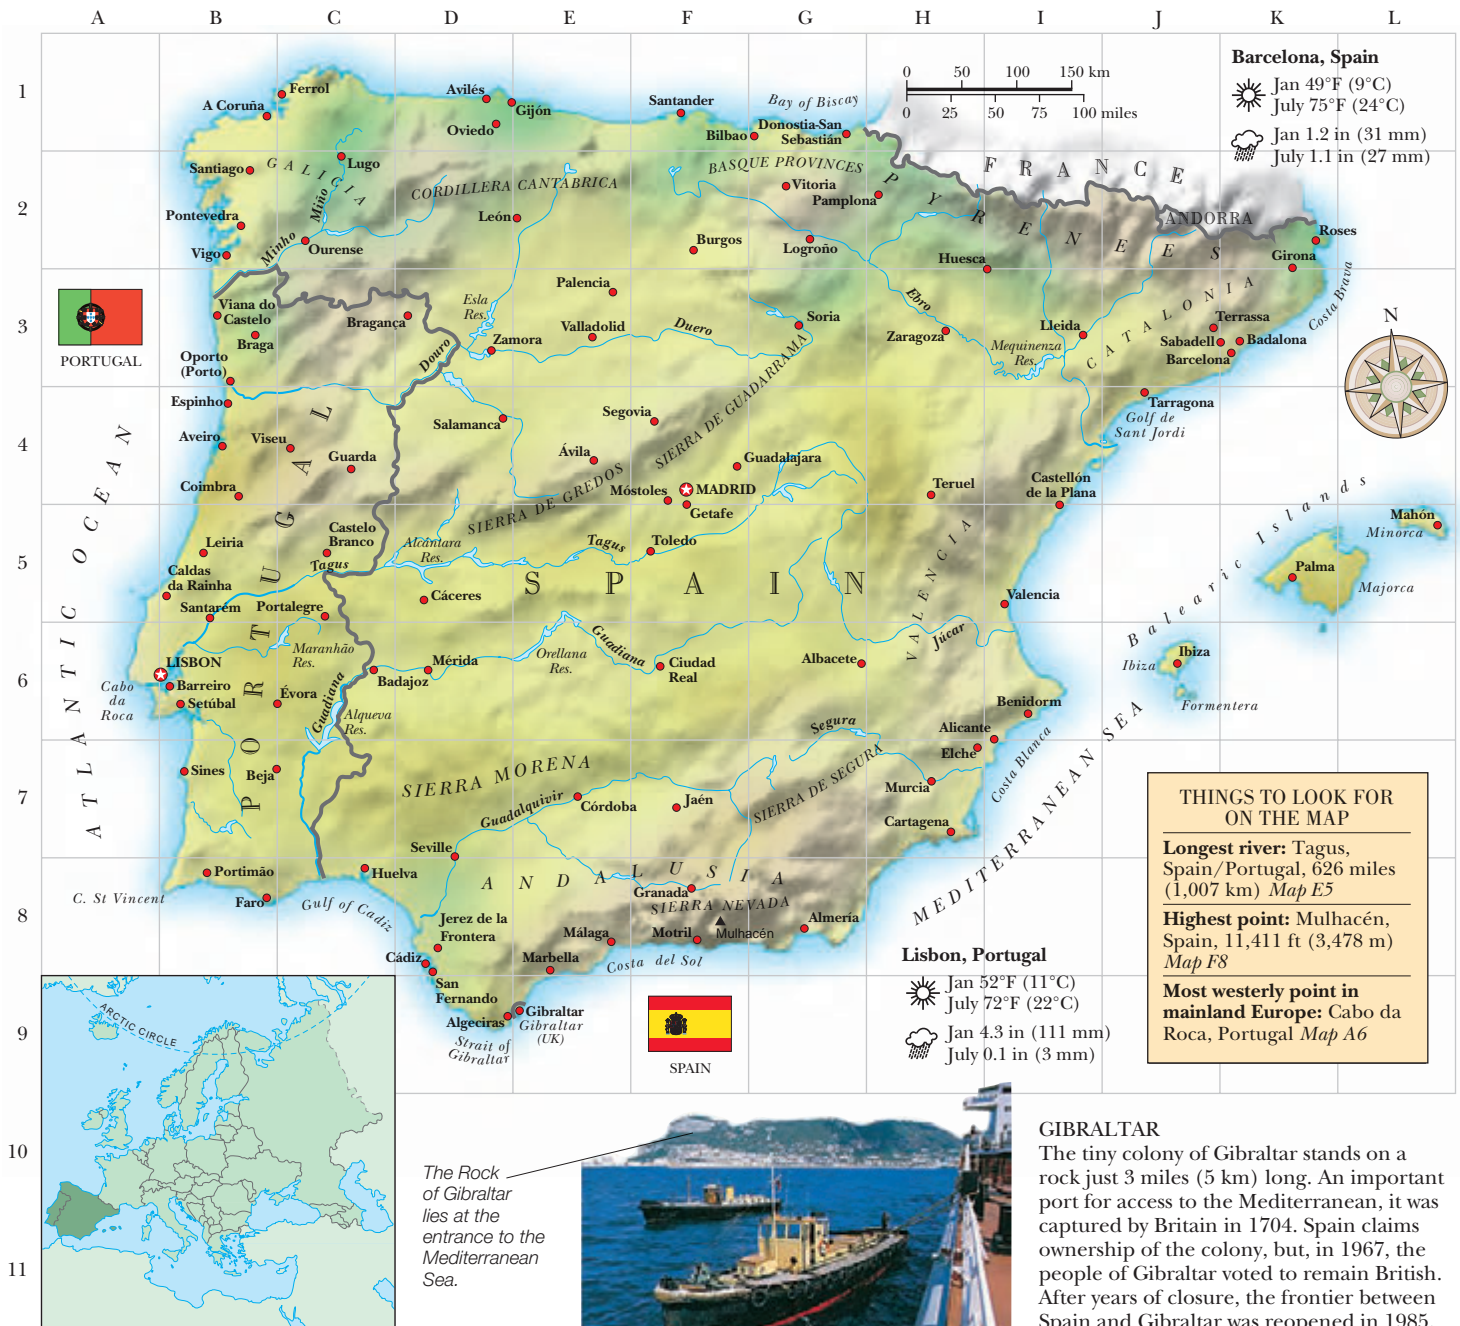 A B C D E F G H I J K L
1
2
3
4
5
6
7
8
9
10
11
Barcelona, Spain
Jan 49°F (9°C)
July 75°F (24°C)
Jan 1.2 in (31 mm)
July 1.1 in (27 mm)
0 50 100 150 km
0 25 50 75 100 miles
Ferrol
A Coruña
Avilés
Gijón
Oviedo
Santander
Bay of Biscay
Bilbao
Donostia-San
Sebastián
Santiago
GALICIA
Lugo
CORDILLERA CANTABRICA
BASQUE PROVINCES
Vitoria
Pamplona
FRANCE
PYRENEES
ANDORRA
Pontevedra
Miño
León
Burgos
Logroño
Roses
Girona
Vigo
Minho
Ourense
Huesca
Costa Brava
Viana do
Castelo
Braga
Bragança
Esla
Res.
Palencia
Valladolid
Duero
Soria
Ebro
Zaragoza
Lleida
CATALONIA
Terrassa
Sabadell
Badalona
Barcelona
PORTUGAL
Oporto
(Porto)
Douro
Zamora
Mequinenza
Res.
N
Espinho
Aveiro
Viseu
Guarda
Salamanca
Segovia
SIERRA DE GUADARRAMA
Tarragona
Golf de
Sant Jordi
Ávila
Guadalajara
Coimbra
SIERRA DE GREDOS
Móstoles
MADRID
Getafe
Teruel
Castellón
de la Plana
Balearic Islands
Mahón
Minorca
Leiria
Castelo
Branco
Alcántara
Res.
Tagus
Toledo
Caldas
da Rainha
Tagus
SPAIN
VALENCIA
Palma
Majorca
Santarém
Portalegre
Cáceres
Valencia
ATLANTIC OCEAN
PORTUGAL
Maranhão
Res.
Mérida
Orellana
Res.
Guadiana
Ciudad
Real
Albacete
Júcar
Ibiza
Ibiza
LISBON
Cabo
da
Roca
Barreiro
Setúbal
Évora
Badajoz
Guadiana
Alqueva
Res.
Benidorm
Formentera
Segura
Alicante
Elche
Costa Blanca
MEDITERRANEAN SEA
Sines
Beja
SIERRA MORENA
SIERRA DE SEGURA
Murcia
Guadalquivir
Córdoba
Jaén
Cartagena
Seville
Portimão
Huelva
ANDALUSIA
Granada
C. St Vincent
Faro
Gulf of Cadiz
SIERRA NEVADA
Mulhacén
Almería
Jerez de la
Frontera
Málaga
Motril
Cádiz
Marbella
Costa del Sol
San
Fernando
Gibraltar
Gibraltar
(UK)
Algeciras
Strait of
Gibraltar
SPAIN
THINGS TO LOOK FOR
ON THE MAP
Longest river: Tagus,
Spain/Portugal, 626 miles
(1,007 km) Map E5
Highest point: Mulhacén,
Spain, 11,411 ft (3,478 m)
Map F8
Most westerly point in
mainland Europe: Cabo da
Roca, Portugal Map A6
Lisbon, Portugal
Jan 52°F (11°C)
July 72°F (22°C)
Jan 4.3 in (111 mm)
July 0.1 in (3 mm)
ARCTIC CIRCLE
The Rock
of Gibraltar
lies at the
entrance to the
Mediterranean
Sea.
GIBRALTAR
The tiny colony of Gibraltar stands on a
rock just 3 miles (5 km) long. An important
port for access to the Mediterranean, it was
captured by Britain in 1704. Spain claims
ownership of the colony, but, in 1967, the
people of Gibraltar voted to remain British.
After years of closure, the frontier between
Spain and Gibraltar was reopened in 1985.